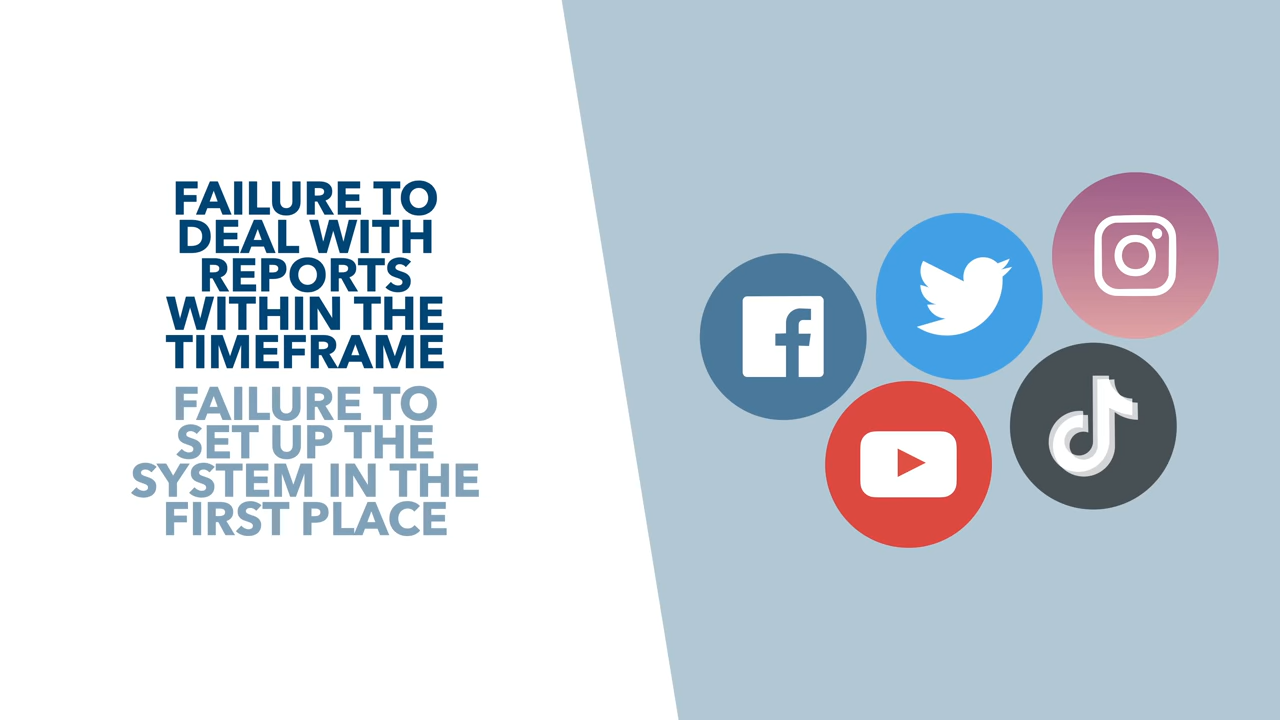 FAILURE TO
DEAL WITH
REPORTS
WITHIN THE
TIMEFRAME
FAILURE TO
SET UP THE
SYSTEM IN THE
FIRST PLACE